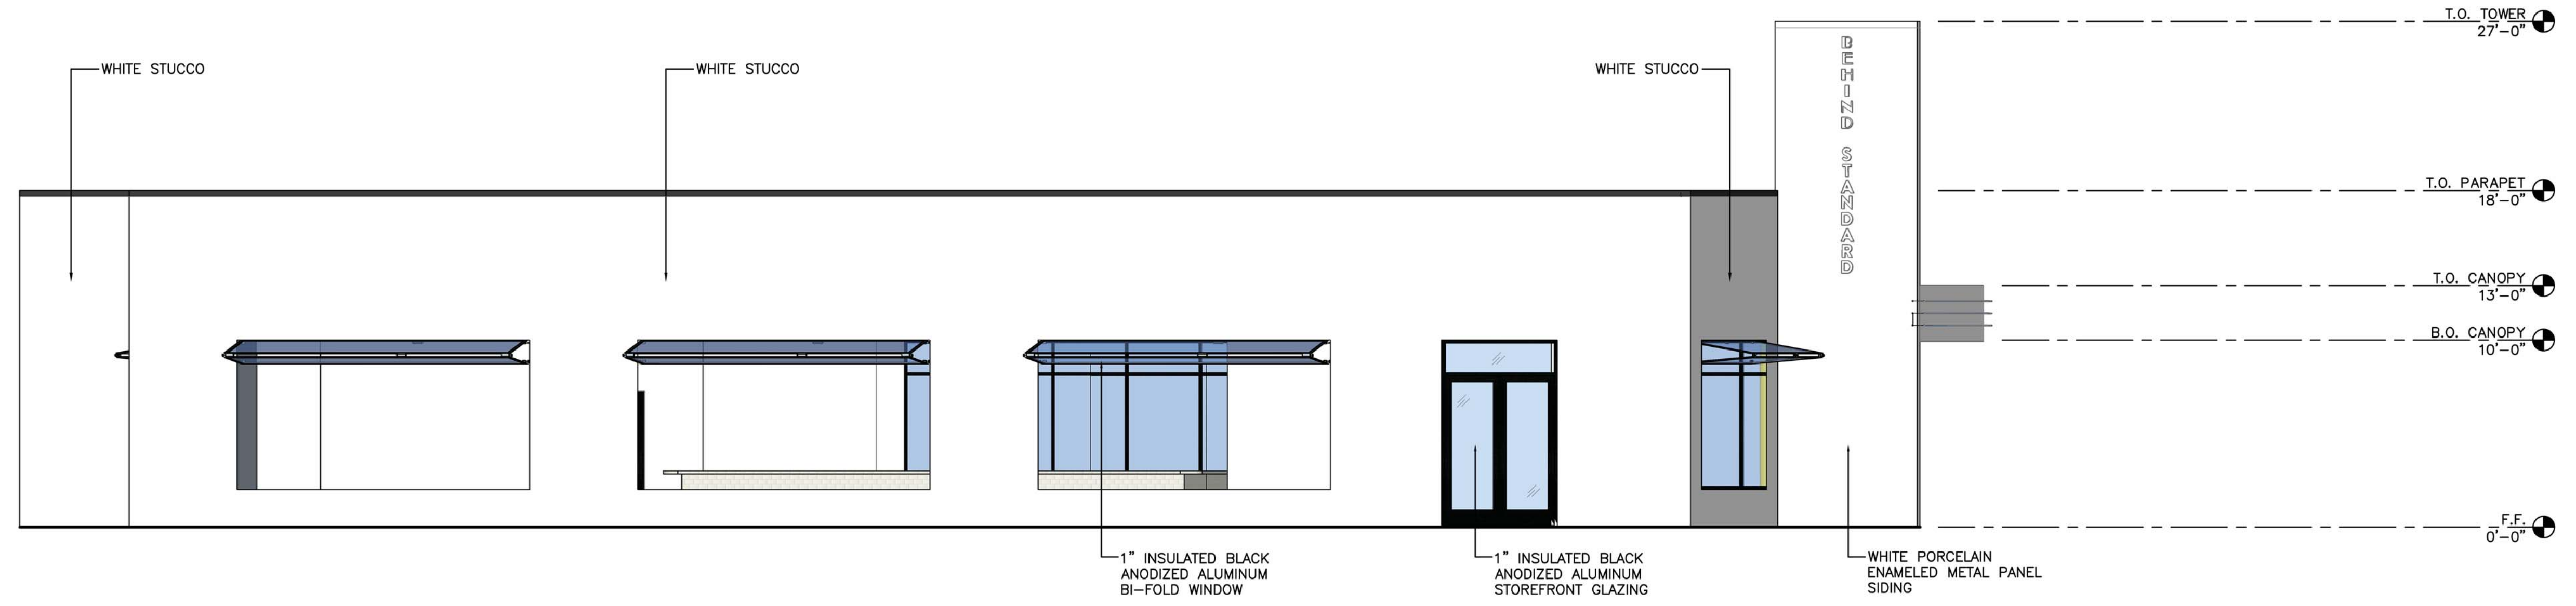 T.O. TOWER
27'-0"
WHITE STUCCO
WHITE STUCCO
WHITE STUCCO
BEHIND STANDARD
T.O. PARAPET
18'-0"
T.O. CANOPY
13'-0"
B.O. CANOPY
10'-0"
F.F.
0'-0"
1" INSULATED BLACK
ANODIZED ALUMINUM
BI-FOLD WINDOW
1" INSULATED BLACK
ANODIZED ALUMINUM
STOREFRONT GLAZING
WHITE PORCELAIN
ENAMELED METAL PANEL
SIDING